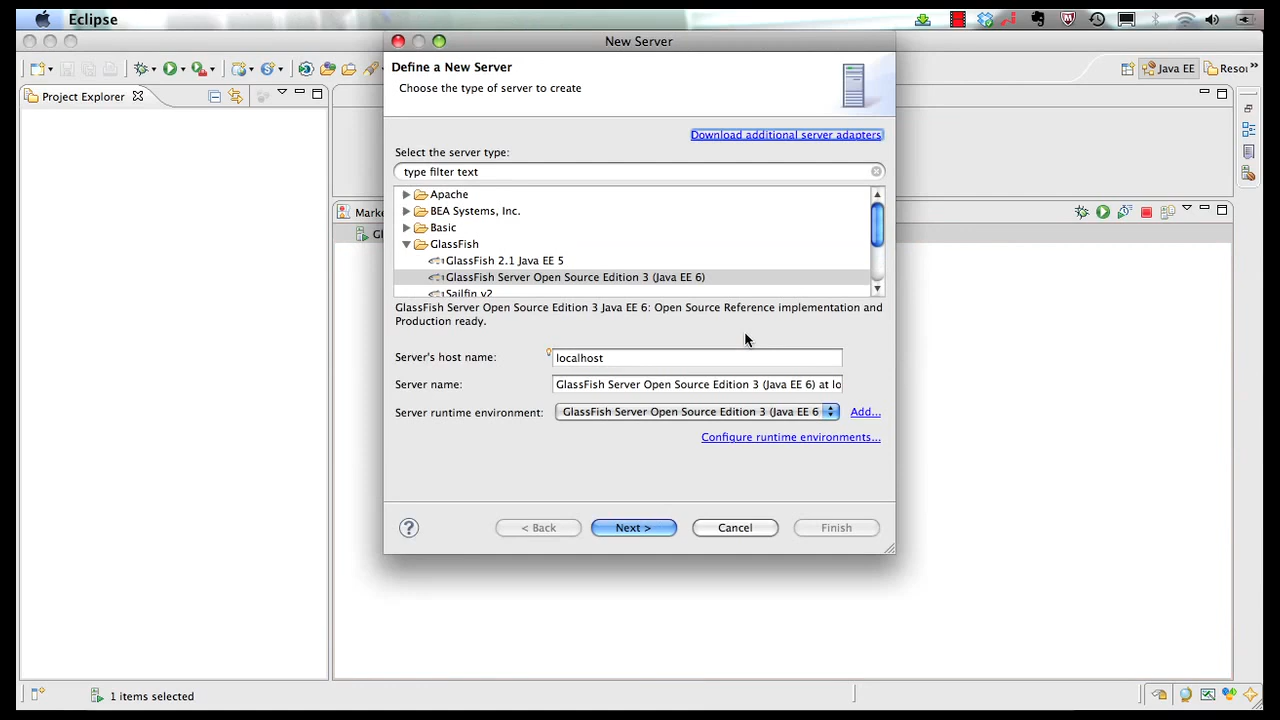 Eclipse
New Server
Define a New Server
Choose the type of server to create
Java EE
Resou
Project Explorer
Download additional server adapters
Select the server type:
type filter text
Apache
BEA Systems, Inc.
Basic
GlassFish
GlassFish 2.1 Java EE 5
GlassFish Server Open Source Edition 3 (Java EE 6)
Sailfin v2
Marke
Gl
GlassFish Server Open Source Edition 3 Java EE 6: Open Source Reference implementation and
Production ready.
Server's host name:
localhost
Server name:
GlassFish Server Open Source Edition 3 (Java EE 6) at lo
Server runtime environment:
GlassFish Server Open Source Edition 3 (Java EE 6
Add...
Configure runtime environments...
?
< Back
Next >
Cancel
Finish
1 items selected